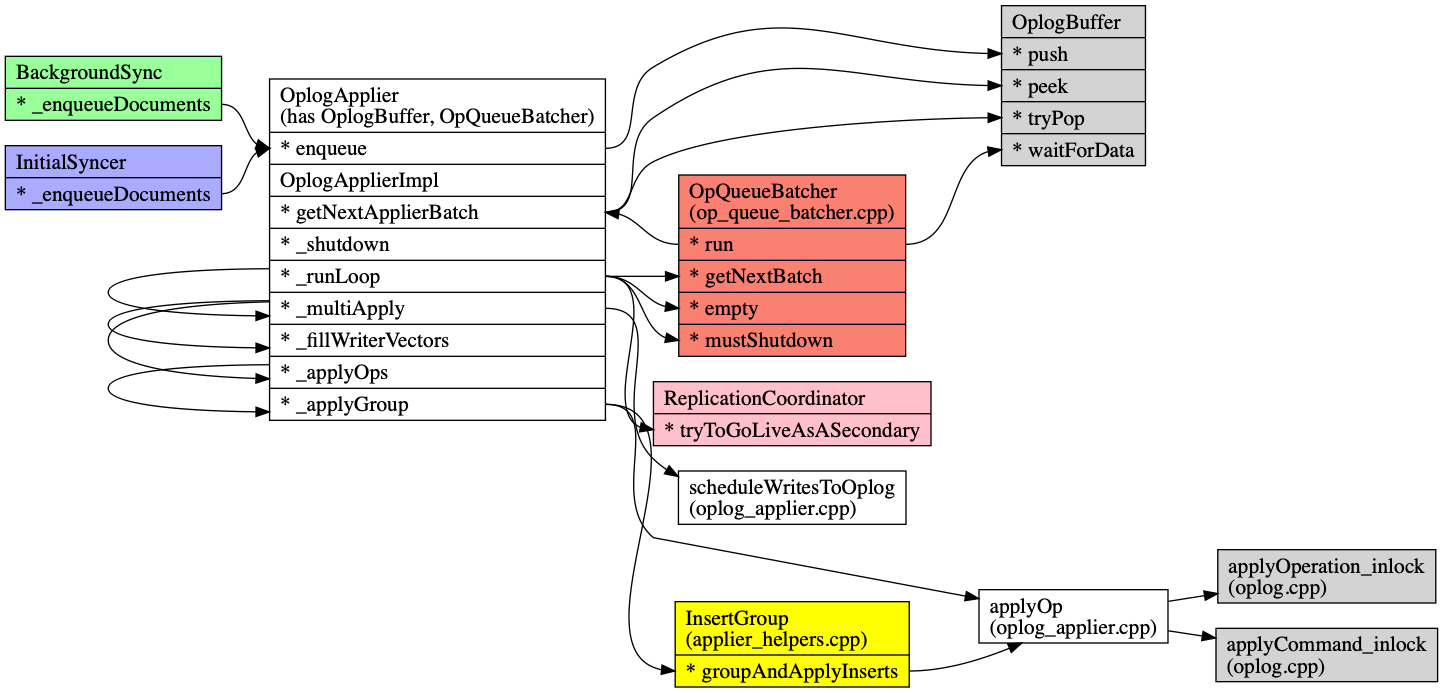 BackgroundSync
* _enqueueDocuments
InitialSyncer
* _enqueueDocuments
OplogApplier
(has OplogBuffer, OpQueueBatcher)
* enqueue
OplogApplierImpl
* getNextApplierBatch
* _shutdown
* _runLoop
* _multiApply
* _fillWriterVectors
* _applyOps
* _applyGroup
OplogBuffer
* push
* peek
* tryPop
* waitForData
OpQueueBatcher
(op_queue_batcher.cpp)
* run
* getNextBatch
* empty
* mustShutdown
ReplicationCoordinator
* tryToGoLiveAsASecondary
scheduleWritesToOplog
(oplog_applier.cpp)
InsertGroup
(applier_helpers.cpp)
* groupAndApplyInserts
applyOp
(oplog_applier.cpp)
applyOperation_inlock
(oplog.cpp)
applyCommand_inlock
(oplog.cpp)